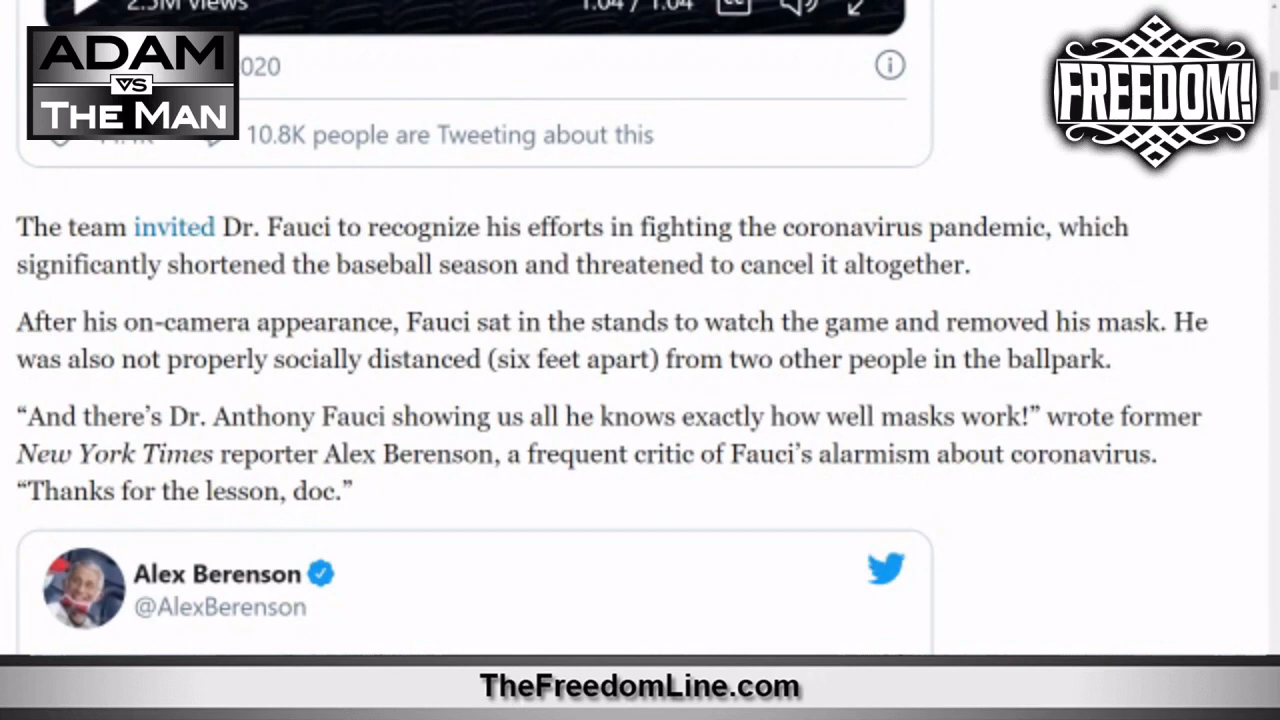 2.5M views
1:04 / 1:04
ADAM
VS
THE MAN
FREEDOM!
020
10.8K people are Tweeting about this
The team invited Dr. Fauci to recognize his efforts in fighting the coronavirus pandemic, which
significantly shortened the baseball season and threatened to cancel it altogether.
After his on-camera appearance, Fauci sat in the stands to watch the game and removed his mask. He
was also not properly socially distanced (six feet apart) from two other people in the ballpark.
“And there’s Dr. Anthony Fauci showing us all he knows exactly how well masks work!” wrote former
New York Times reporter Alex Berenson, a frequent critic of Fauci’s alarmism about coronavirus.
“Thanks for the lesson, doc.”
Alex Berenson
@AlexBerenson
TheFreedomLine.com